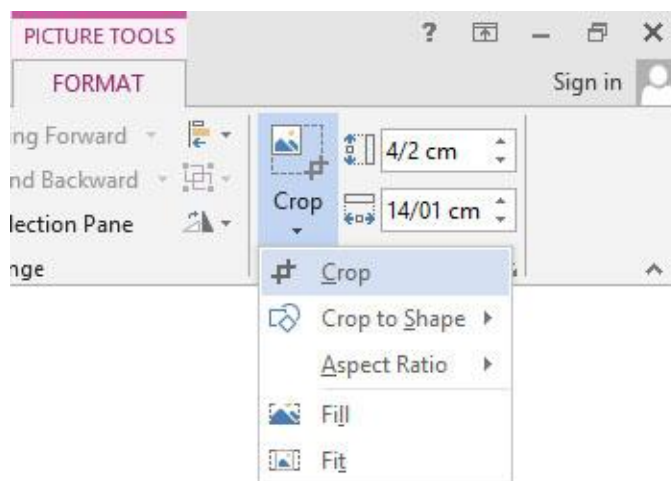 PICTURE TOOLS ?
FORMAT Sign in
ng Forward
nd Backward
lection Pane
nge
Crop
4/2 cm
14/01 cm
Crop
Crop to Shape
Aspect Ratio
Fill
Fit